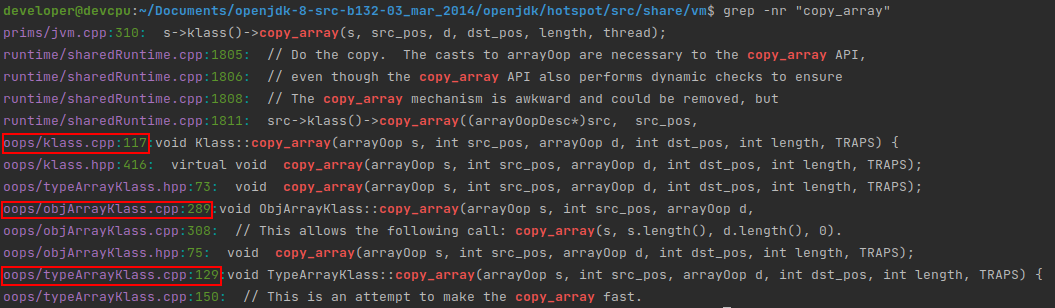 developer@devcpu:~/Documents/openjdk-8-src-b132-03_mar_2014/openjdk/hotspot/src/share/vm$ grep -nr "copy_array"
prims/jvm.cpp:310:  s->klass()->copy_array(s, src_pos, d, dst_pos, length, thread);
runtime/sharedRuntime.cpp:1805:  // Do the copy.  The casts to arrayOop are necessary to the copy_array API,
runtime/sharedRuntime.cpp:1806:  // even though the copy_array API also performs dynamic checks to ensure
runtime/sharedRuntime.cpp:1808:  // The copy_array mechanism is awkward and could be removed, but
runtime/sharedRuntime.cpp:1811:  src->klass()->copy_array((arrayOopDesc*)src,  src_pos,
oops/klass.cpp:117:void Klass::copy_array(arrayOop s, int src_pos, arrayOop d, int dst_pos, int length, TRAPS) {
oops/klass.hpp:416:  virtual void  copy_array(arrayOop s, int src_pos, arrayOop d, int dst_pos, int length, TRAPS);
oops/typeArrayKlass.hpp:73:  void  copy_array(arrayOop s, int src_pos, arrayOop d, int dst_pos, int length, TRAPS);
oops/objArrayKlass.cpp:289:void ObjArrayKlass::copy_array(arrayOop s, int src_pos, arrayOop d,
oops/objArrayKlass.cpp:308:  // This allows the following call: copy_array(s, s.length(), d.length(), 0).
oops/objArrayKlass.hpp:75:  void  copy_array(arrayOop s, int src_pos, arrayOop d, int dst_pos, int length, TRAPS);
oops/typeArrayKlass.cpp:129:void TypeArrayKlass::copy_array(arrayOop s, int src_pos, arrayOop d, int dst_pos, int length, TRAPS) {
oops/typeArrayKlass.cpp:150:  // This is an attempt to make the copy_array fast.